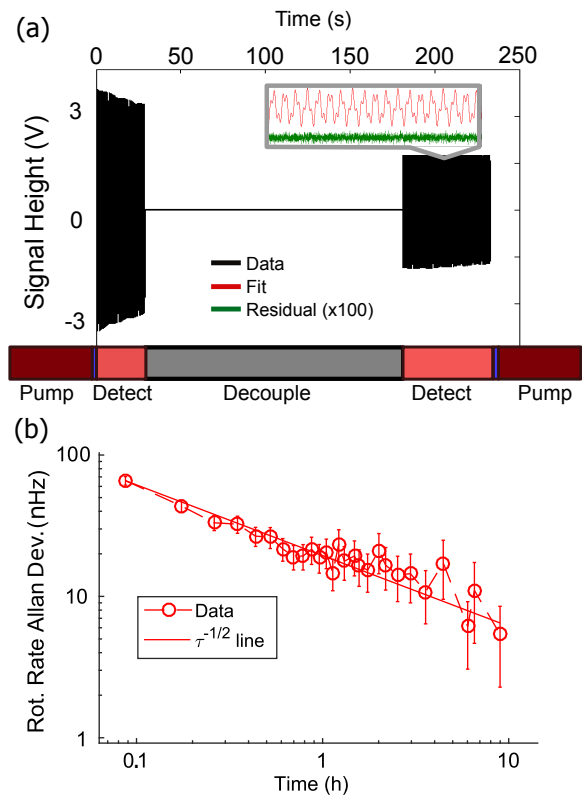 (a)
Time (s)
0 50 100 150 200 250
Signal Height (V)
3
0
-3
Data
Fit
Residual (x100)
Pump Detect Decouple Detect Pump
(b)
Rot. Rate Allan Dev. (nHz)
100
10
1
Data
τ-1/2 line
0.1 1 10
Time (h)